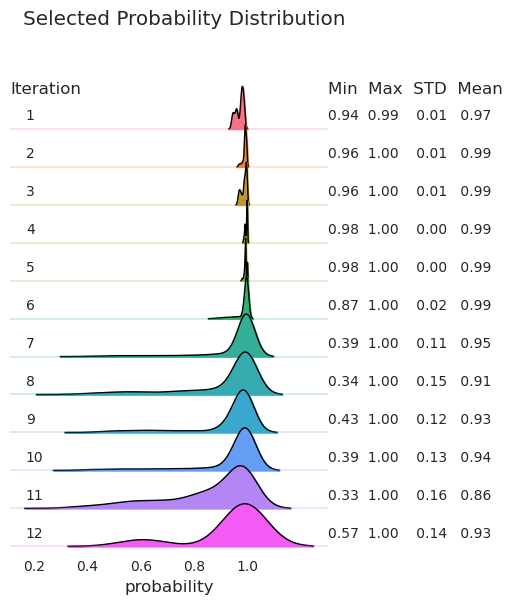 Selected Probability Distribution
Iteration Min Max STD Mean
1 0.94 0.99 0.01 0.97
2 0.96 1.00 0.01 0.99
3 0.96 1.00 0.01 0.99
4 0.98 1.00 0.00 0.99
5 0.98 1.00 0.00 0.99
6 0.87 1.00 0.02 0.99
7 0.39 1.00 0.11 0.95
8 0.34 1.00 0.15 0.91
9 0.43 1.00 0.12 0.93
10 0.39 1.00 0.13 0.94
11 0.33 1.00 0.16 0.86
12 0.57 1.00 0.14 0.93
0.2 0.4 0.6 0.8 1.0
probability